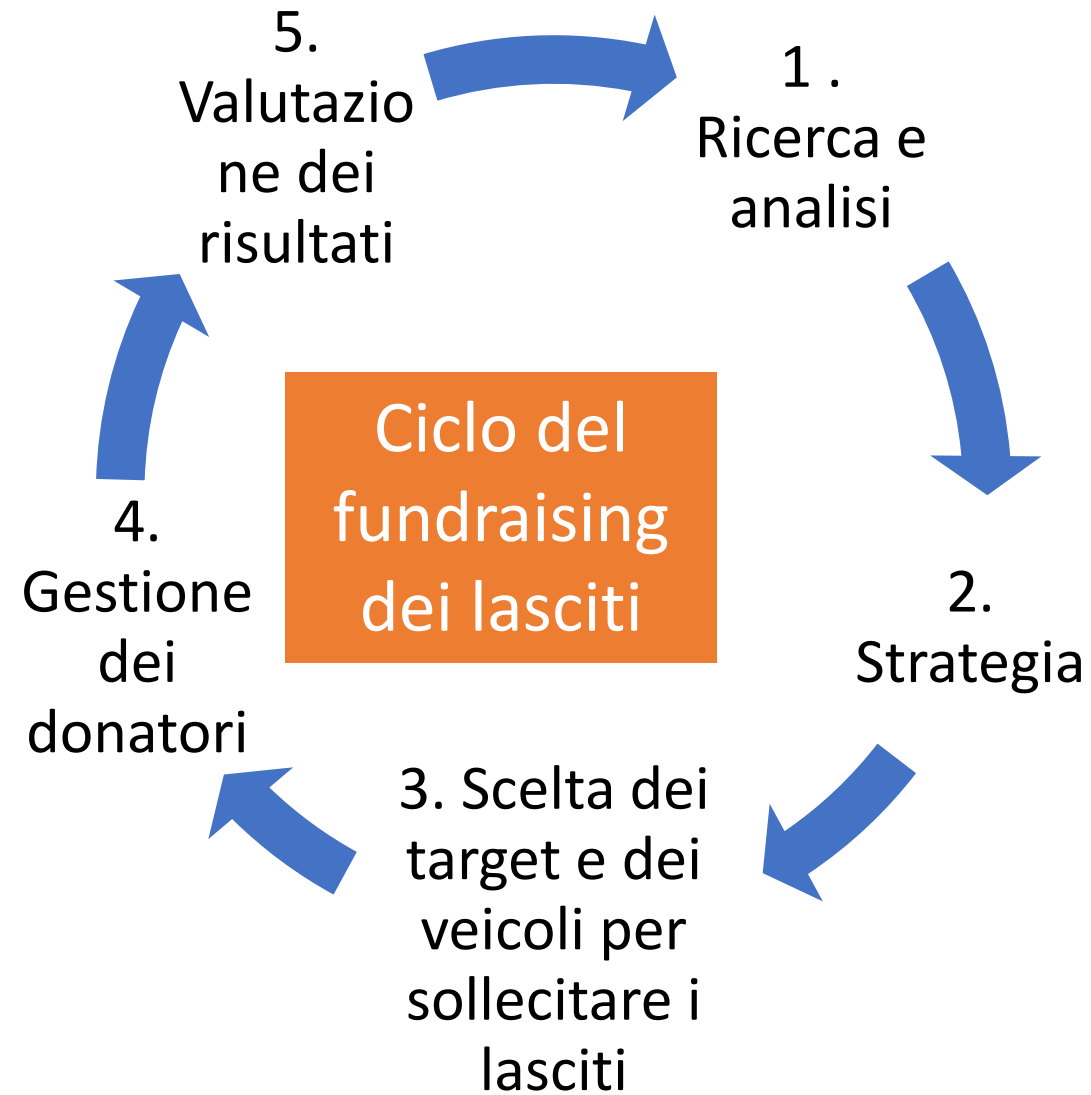 5.
Valutazio
ne dei
risultati
1 .
Ricerca e
analisi
Ciclo del
fundraising
dei lasciti
2.
Strategia
3. Scelta dei
target e dei
veicoli per
sollecitare i
lasciti
4.
Gestione
dei
donatori